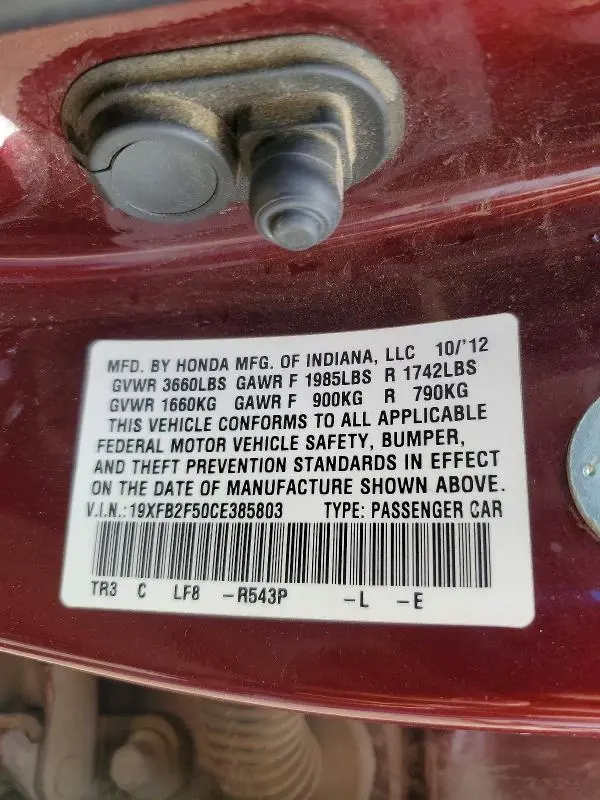 MFD. BY HONDA MFG. OF INDIANA, LLC 10/'12
GVWR 3660LBS GAWR F 1985LBS R 1742LBS
GVWR 1660KG GAWR F 900KG R 790KG
THIS VEHICLE CONFORMS TO ALL APPLICABLE
FEDERAL MOTOR VEHICLE SAFETY, BUMPER,
AND THEFT PREVENTION STANDARDS IN EFFECT
ON THE DATE OF MANUFACTURE SHOWN ABOVE.
V.I.N.: 19XFB2F50CE385803 TYPE: PASSENGER CAR
TR3 C LF8 -R543P -L -E